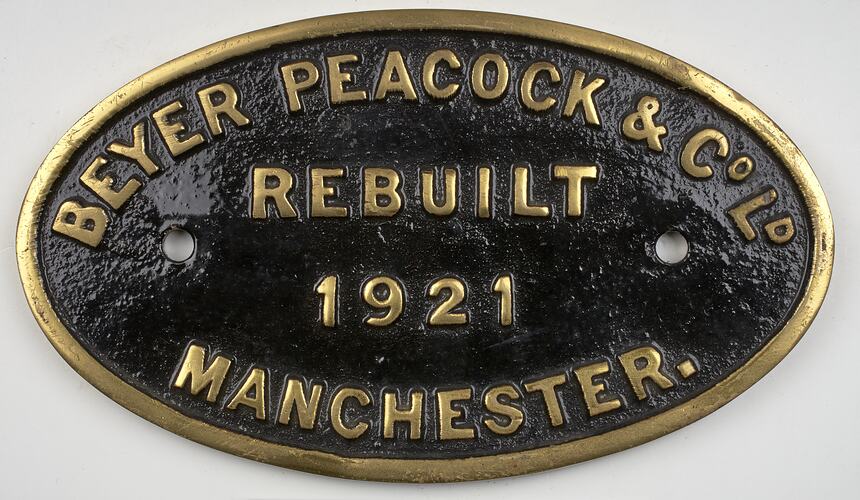 BEYER PEACOCK & Co LD
REBUILT
1921
MANCHESTER.